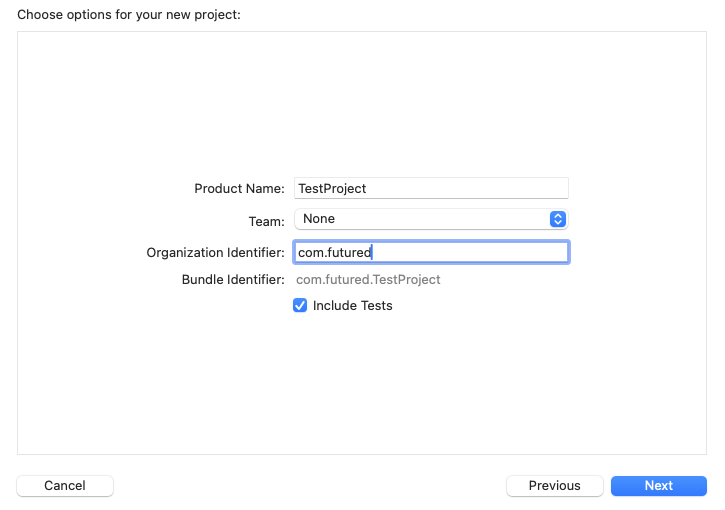 Choose options for your new project:
Product Name: TestProject
Team: None
Organization Identifier: com.futured
Bundle Identifier: com.futured.TestProject
Include Tests
Cancel Previous Next